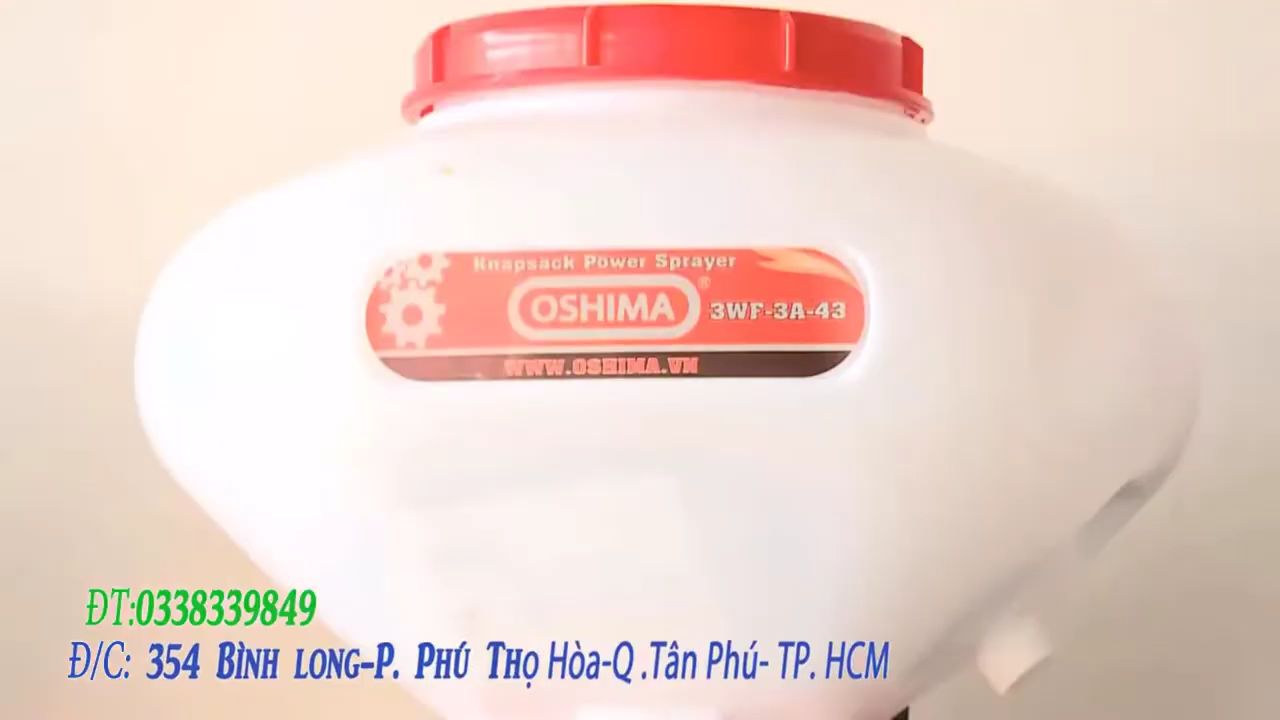 Knapsack Power Sprayer
OSHIMA® 3WF-3A-43
WWW.OSHIMA.VN
ĐT:0338339849
Đ/C: 354 BÌNH LONG-P. PHÚ THọ Hòa-Q .Tân Phú- TP. HCM